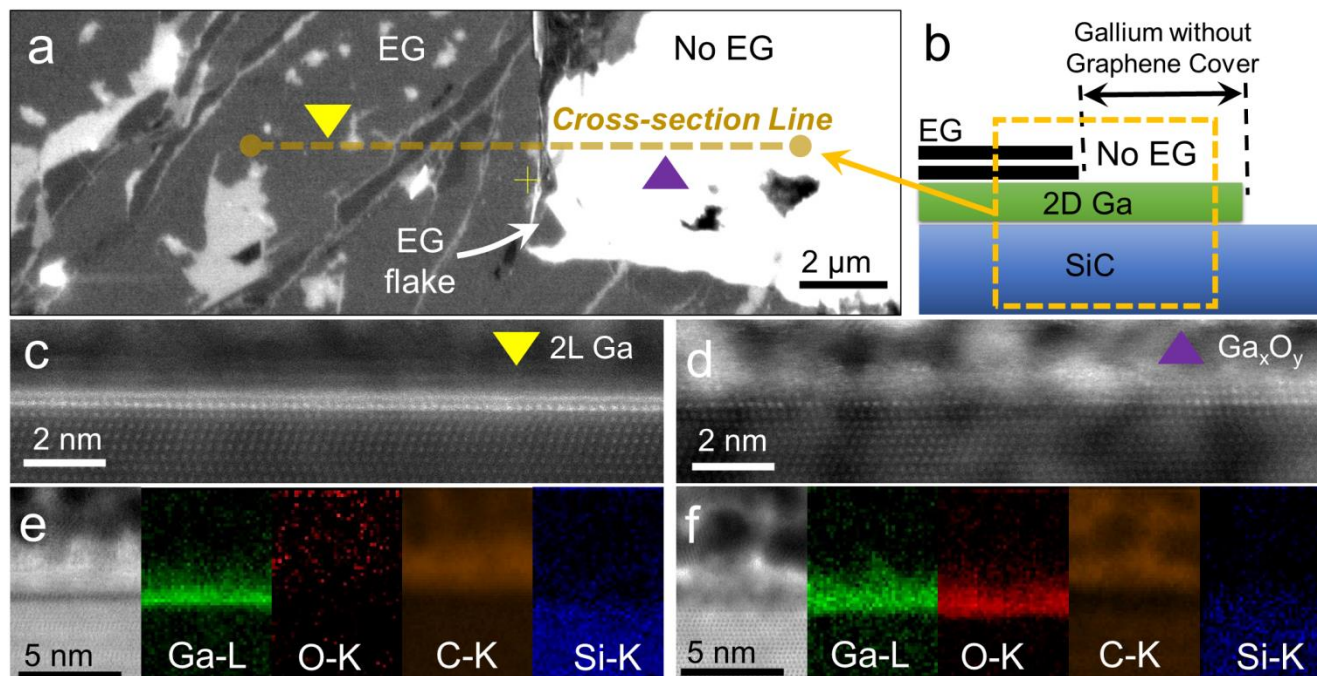 a
EG
No EG
Cross-section Line
EG
flake
2 μm
b
Gallium without
Graphene Cover
EG
No EG
2D Ga
SiC
c
2L Ga
2 nm
d
GaₓOᵧ
2 nm
e
5 nm
Ga-L
O-K
C-K
Si-K
f
5 nm
Ga-L
O-K
C-K
Si-K